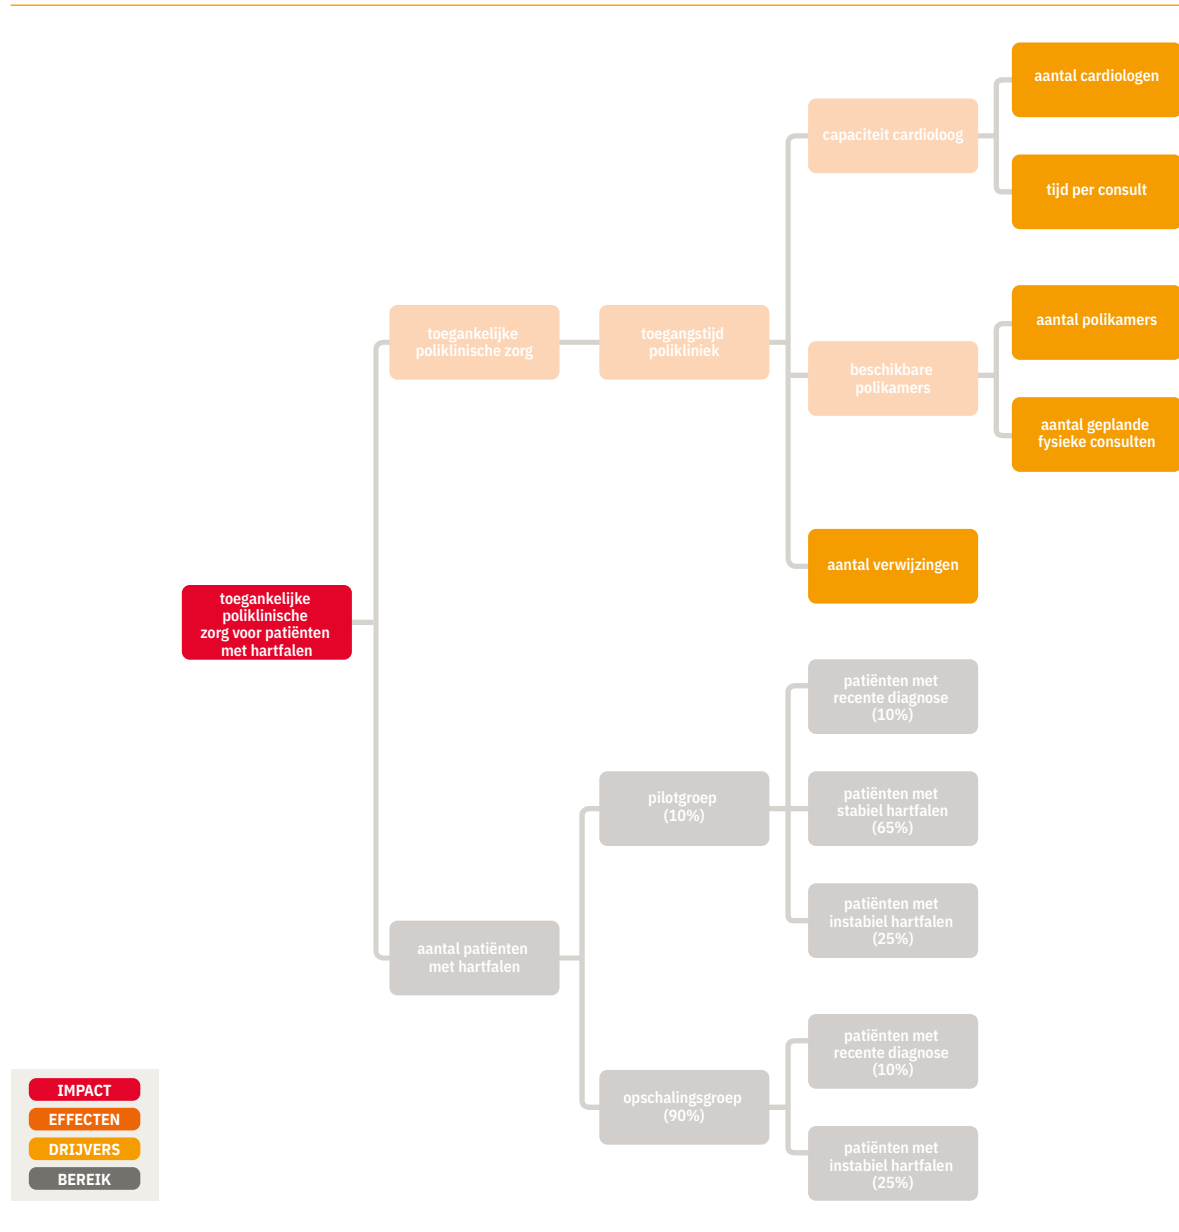 aantal cardiologen
capaciteit cardioloog
tijd per consult
aantal polikamers
toegankelijke
poliklinische zorg
toegangstijd
polikliniek
beschikbare
polikamers
aantal geplande
fysieke consulten
aantal verwijzingen
toegankelijke
poliklinische
zorg voor patiënten
met hartfalen
patiënten met
recente diagnose
(10%)
pilotgroep
(10%)
patiënten met
stabiel hartfalen
(65%)
patiënten met
instabiel hartfalen
(25%)
aantal patiënten
met hartfalen
patiënten met
recente diagnose
(10%)
opschalingsgroep
(90%)
patiënten met
instabiel hartfalen
(25%)
IMPACT
EFFECTEN
DRIJVERS
BEREIK